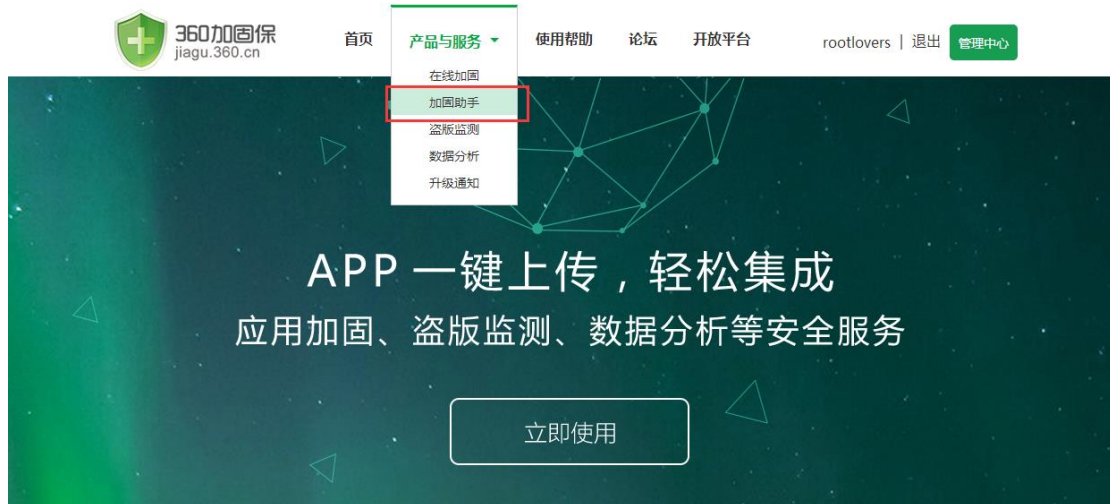 360加固保
jiagu.360.cn
首页 产品与服务 使用帮助 论坛 开放平台 rootlovers | 退出 管理中心
在线加固
加固助手
盗版监测
数据分析
升级通知
APP 一键上传，轻松集成
应用加固、盗版监测、数据分析等安全服务
立即使用